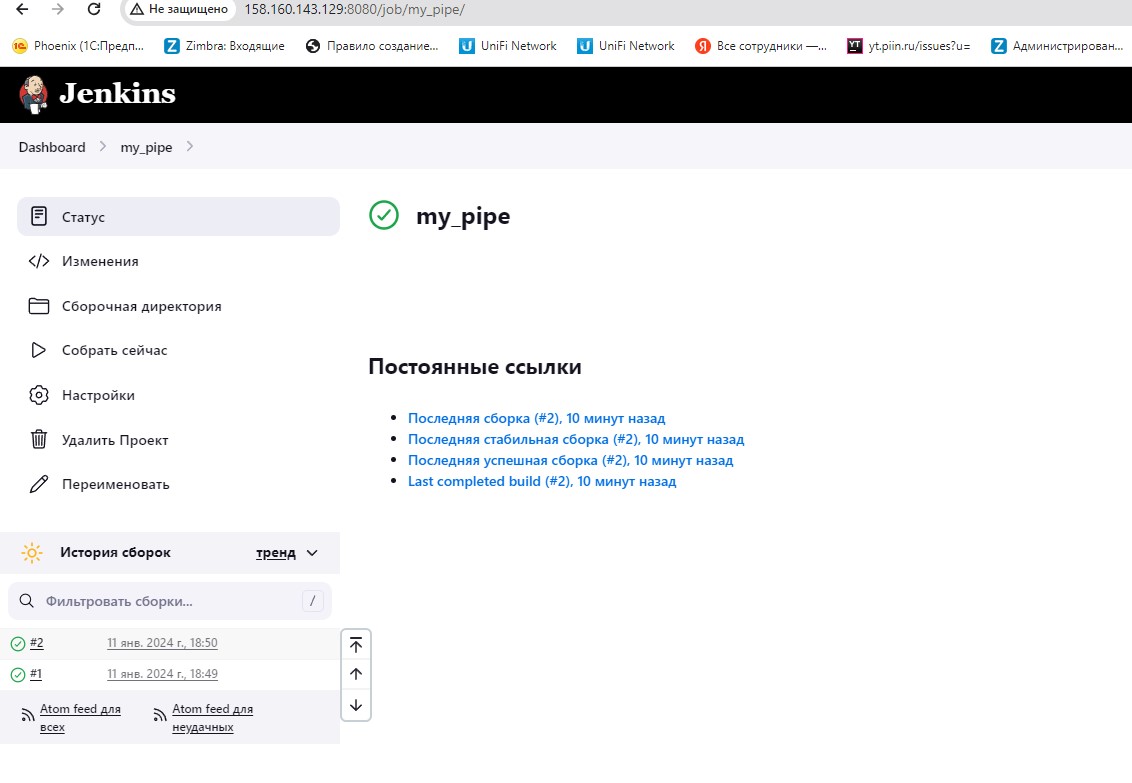 Не защищено 158.160.143.129:8080/job/my_pipe/
Phoenix (1С:Предп... Zimbra: Входящие Правило создание... UniFi Network UniFi Network Все сотрудники —... yt.piin.ru/issues?u= Администрирован...
Jenkins
Dashboard my_pipe
Статус
Изменения
Сборочная директория
Собрать сейчас
Настройки
Удалить Проект
Переименовать
История сборок тренд
Фильтровать сборки... /
#2 11 янв. 2024 г., 18:50
#1 11 янв. 2024 г., 18:49
Atom feed для всех
Atom feed для неудачных
my_pipe
Постоянные ссылки
Последняя сборка (#2), 10 минут назад
Последняя стабильная сборка (#2), 10 минут назад
Последняя успешная сборка (#2), 10 минут назад
Last completed build (#2), 10 минут назад